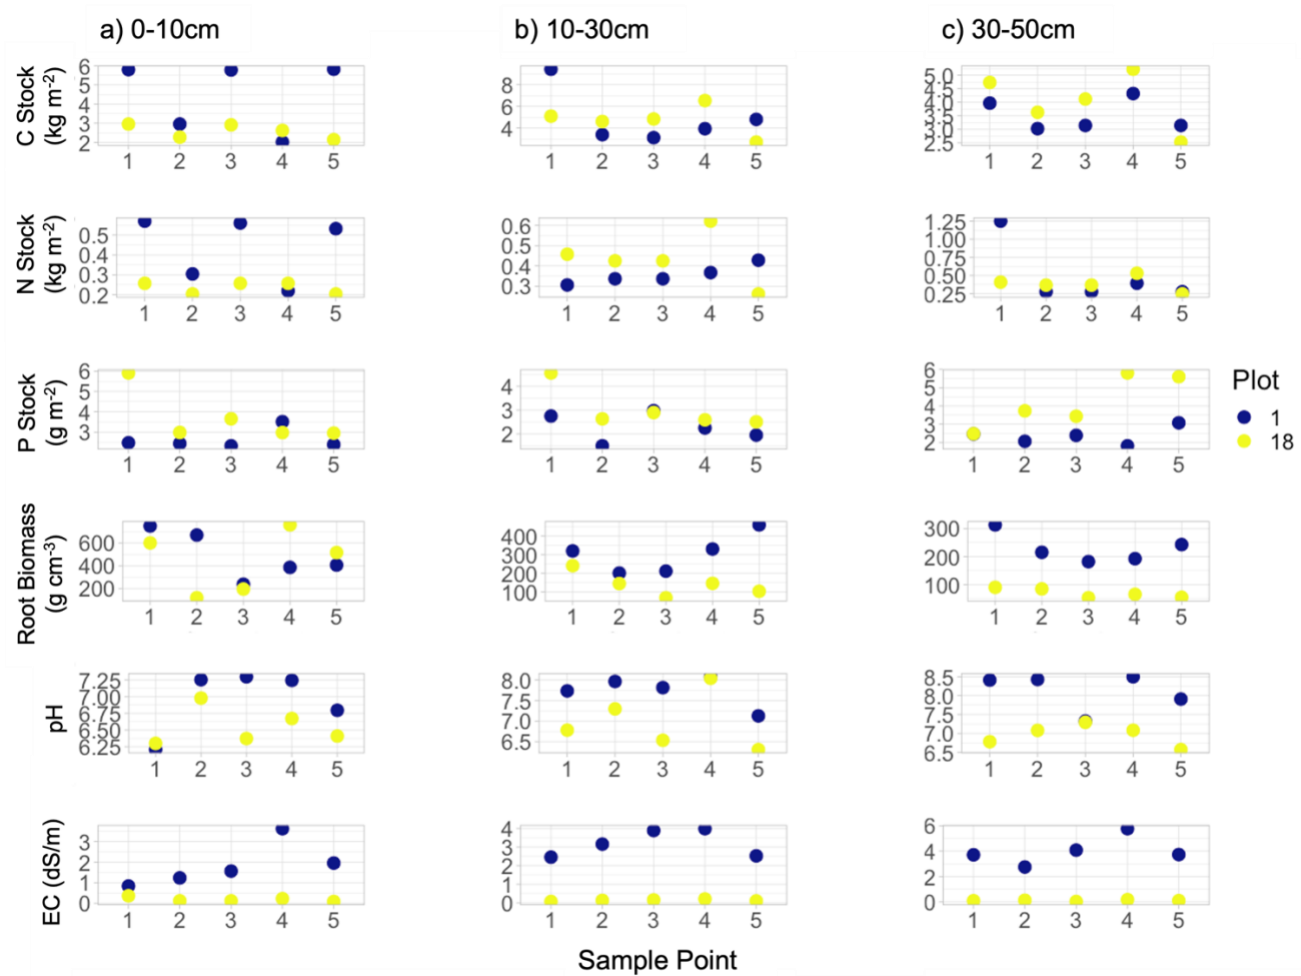 a) 0-10cm
b) 10-30cm
c) 30-50cm
C Stock
(kg m-2)
6
5
4
3
2
1 2 3 4 5
8
6
4
1 2 3 4 5
5.0
4.5
4.0
3.5
3.0
2.5
1 2 3 4 5
N Stock
(kg m-2)
0.5
0.4
0.3
0.2
1 2 3 4 5
0.6
0.5
0.4
0.3
1 2 3 4 5
1.25
1.00
0.75
0.50
0.25
1 2 3 4 5
P Stock
(g m-2)
6
5
4
3
1 2 3 4 5
4
3
2
1 2 3 4 5
6
5
4
3
2
1 2 3 4 5
Plot
1
18
Root Biomass
(g cm-3)
600
400
200
1 2 3 4 5
400
300
200
100
1 2 3 4 5
300
200
100
1 2 3 4 5
pH
7.25
7.00
6.75
6.50
6.25
1 2 3 4 5
8.0
7.5
7.0
6.5
1 2 3 4 5
8.5
8.0
7.5
7.0
6.5
1 2 3 4 5
EC (dS/m)
3
2
1
0
1 2 3 4 5
4
3
2
1
0
1 2 3 4 5
6
4
2
0
1 2 3 4 5
Sample Point